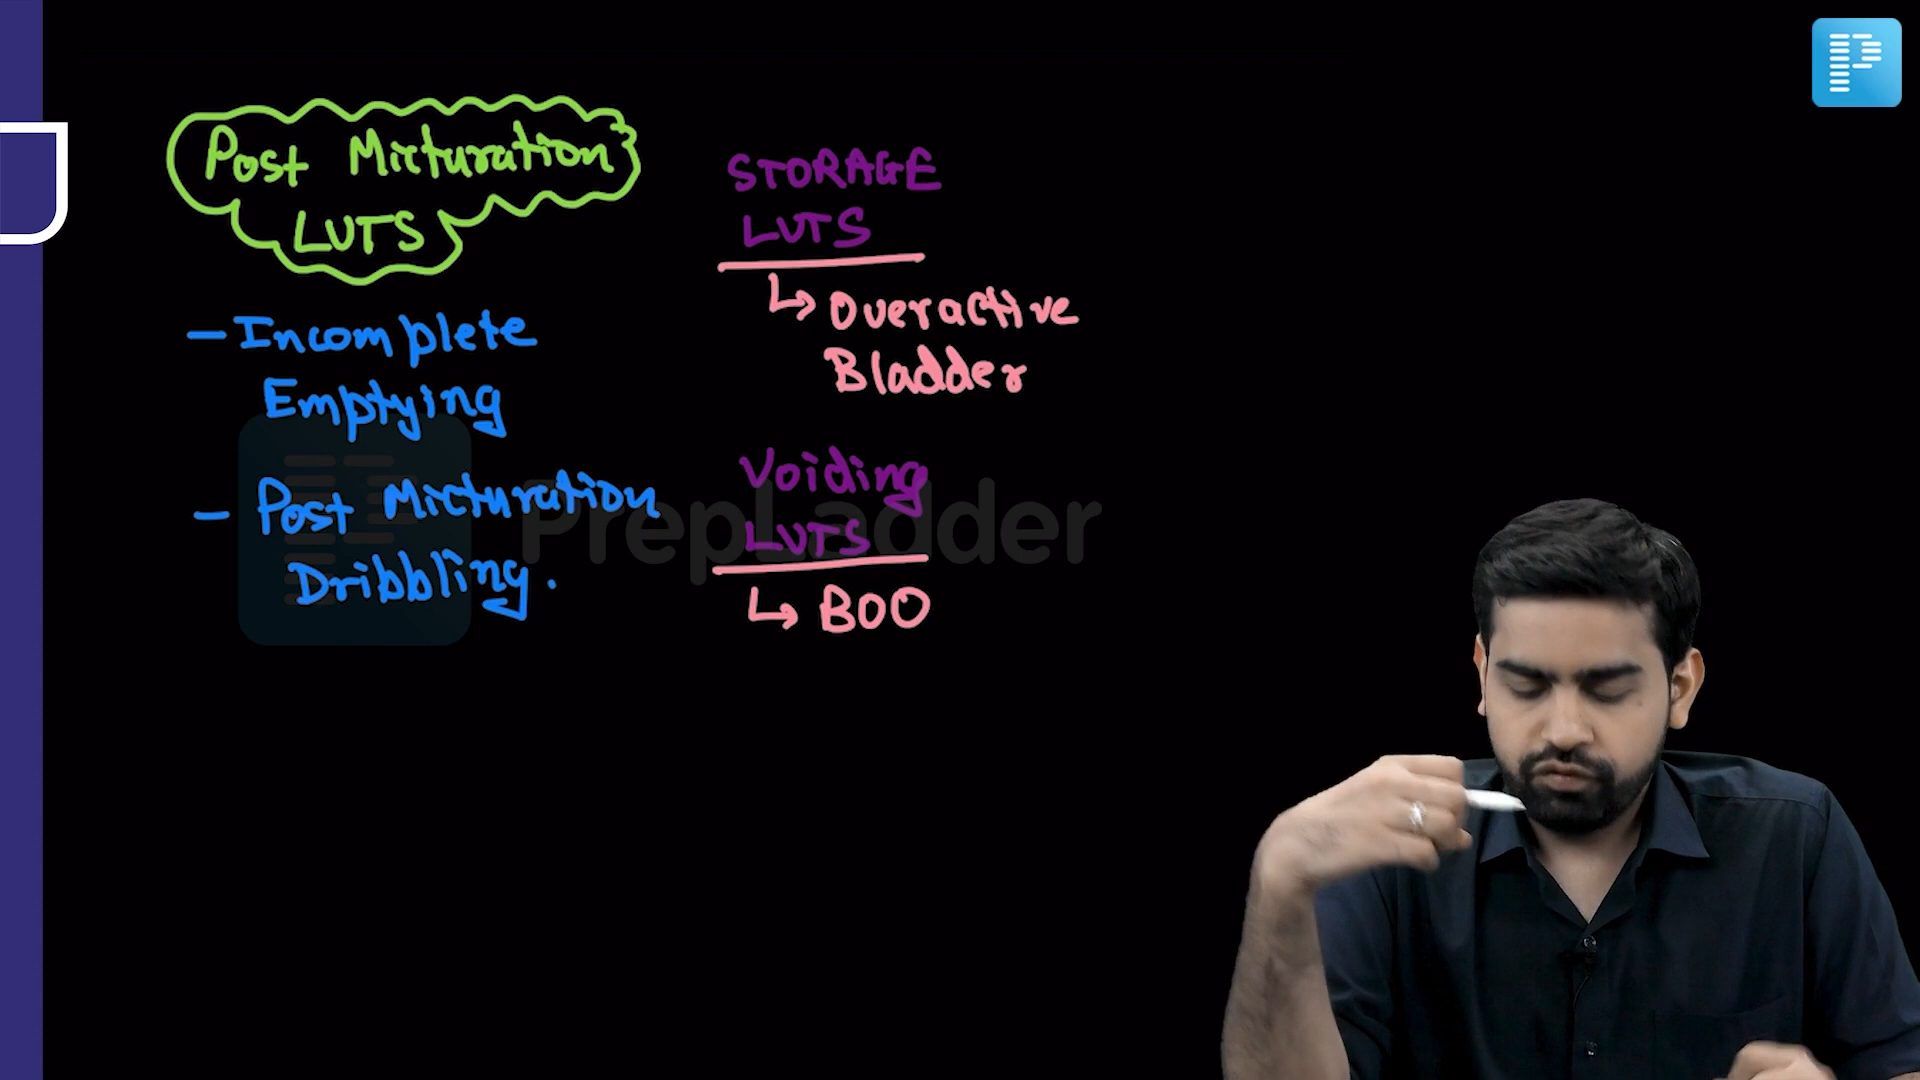 Post Micturation
LUTS
- Incomplete
Emptying
- Post Micturation
Dribbling.
STORAGE
LUTS
↳ Overactive
Bladder
Voiding
LUTS
↳ BOO
PrepLadder